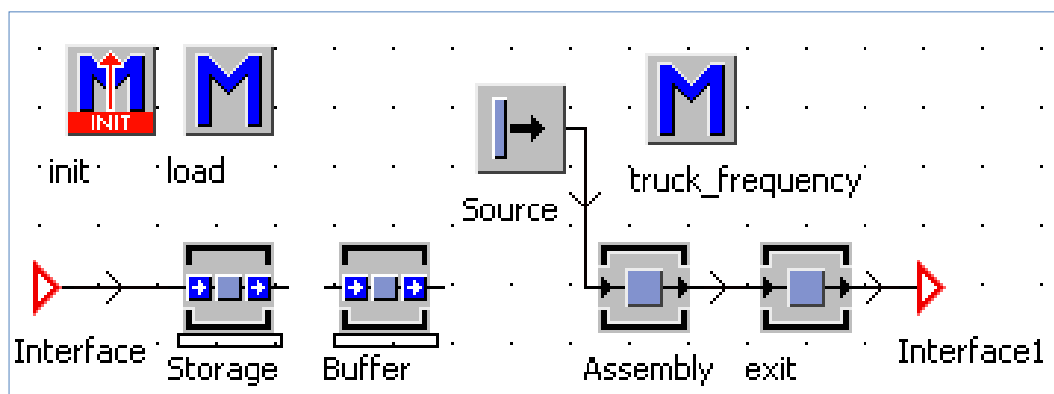 INIT
init load
truck_frequency
Source
Interface Storage Buffer Assembly exit Interface1